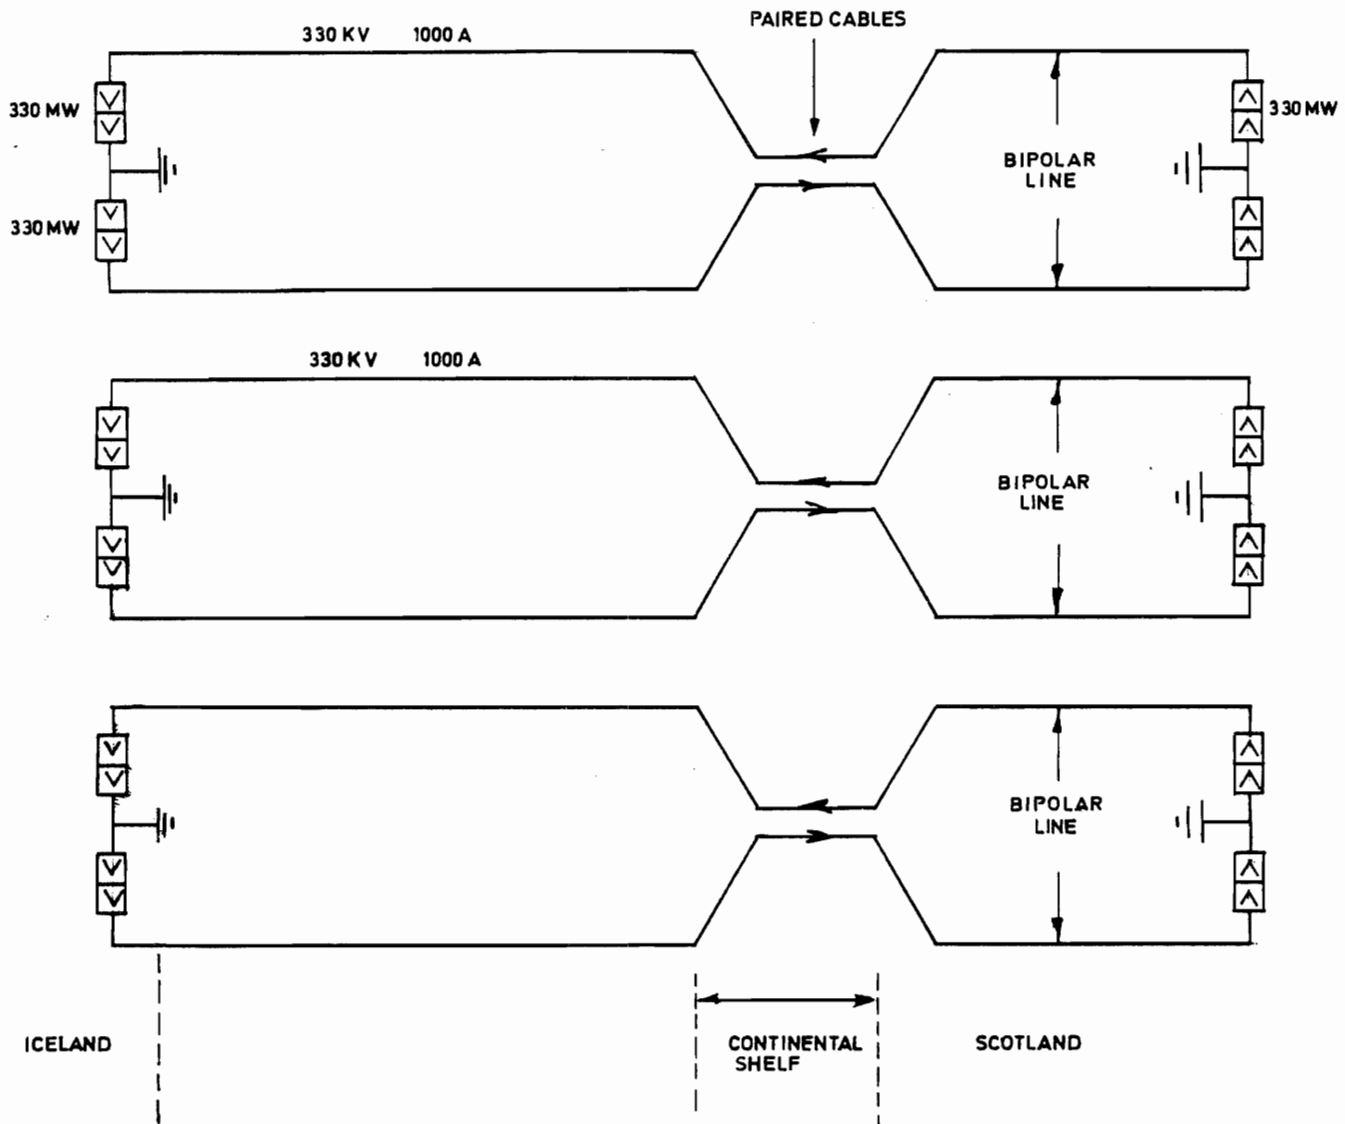 PAIRED CABLES
330 KV 1000 A
330 MW
330 MW
BIPOLAR
LINE
330 MW
330 KV 1000 A
BIPOLAR
LINE
BIPOLAR
LINE
ICELAND
CONTINENTAL
SHELF
SCOTLAND